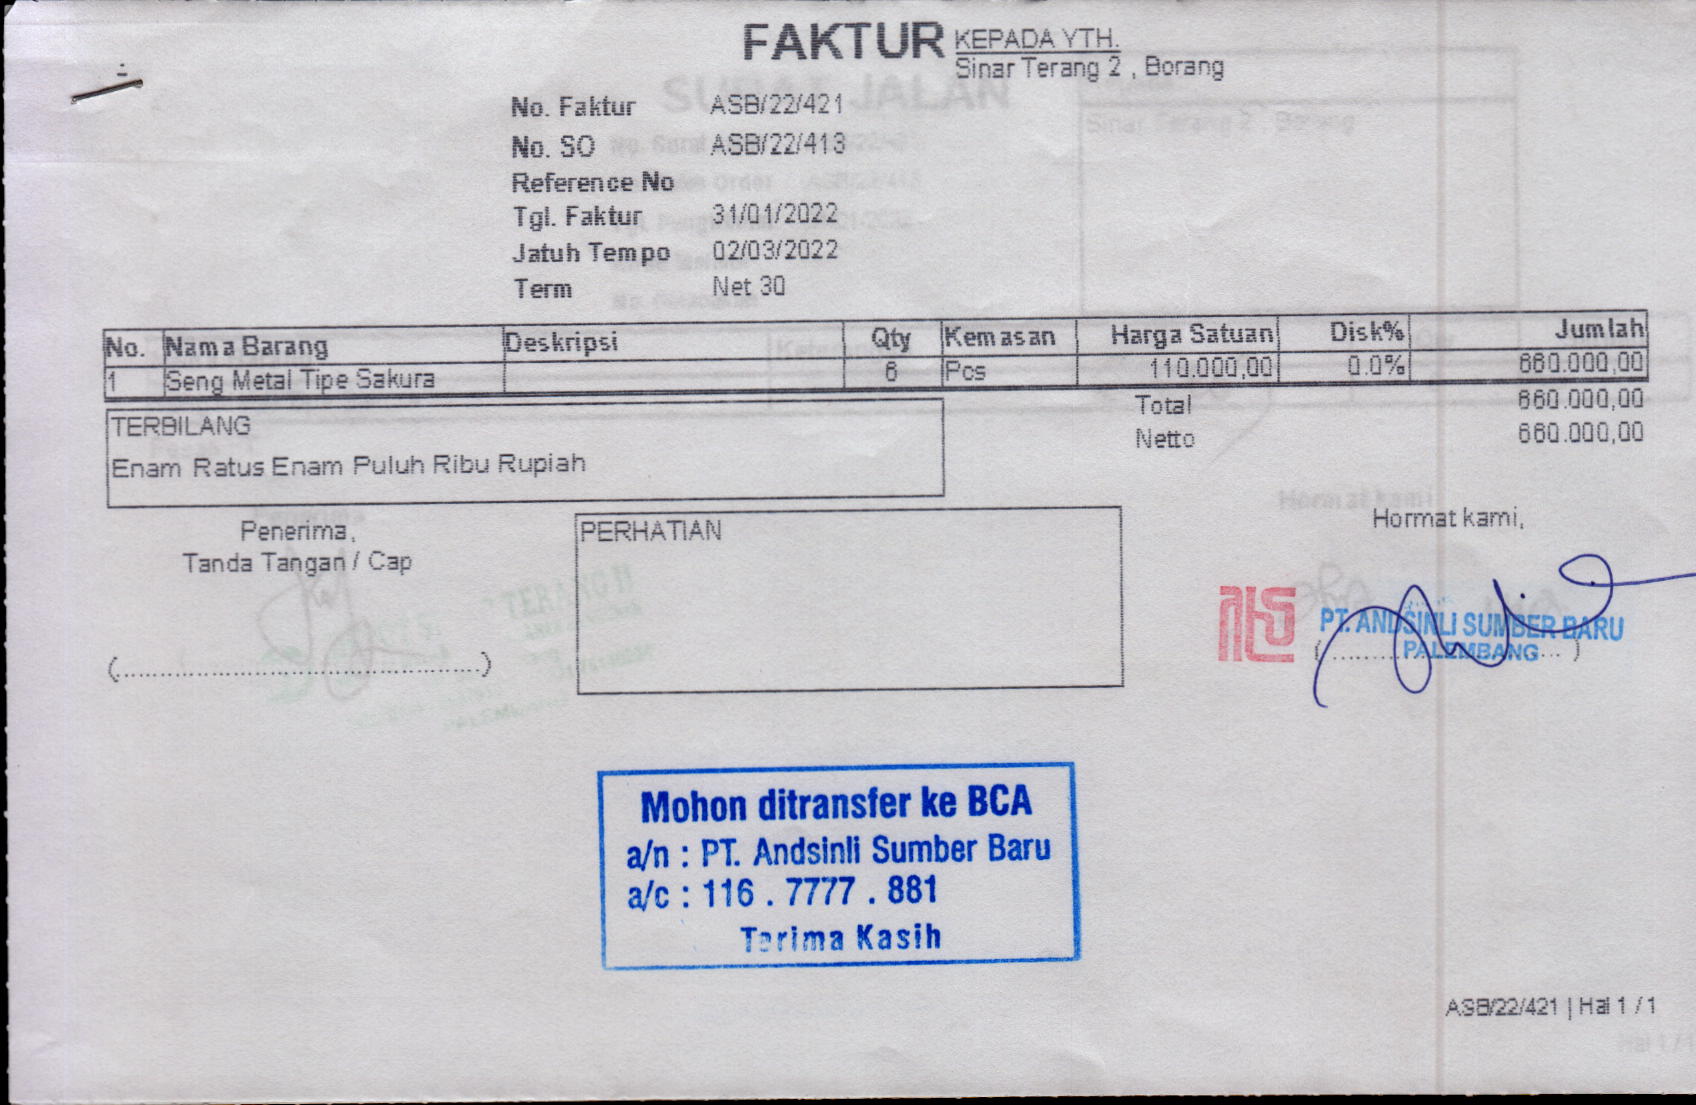 FAKTUR KEPADA YTH.
Sinar Terang 2 , Borang
No. Faktur ASB/22/421
No. SO ASB/22/413
Reference No
Tgl. Faktur 31/01/2022
Jatuh Tempo 02/03/2022
Term Net 30
No. Nama Barang Deskripsi Qty Kemasan Harga Satuan Disk% Jumlah
1 Seng Metal Tipe Sakura 6 Pcs 110.000,00 0.0% 660.000,00
Total 660.000,00
Netto 660.000,00
TERBILANG
Enam Ratus Enam Puluh Ribu Rupiah
Penerima,
Tanda Tangan / Cap
PERHATIAN
Hormat kami,
PT. ANDSINLI SUMBER BARU
PALEMBANG
Mohon ditransfer ke BCA
a/n : PT. Andsinli Sumber Baru
a/c : 116 . 7777 . 881
Terima Kasih
ASB/22/421 | Hal 1 / 1